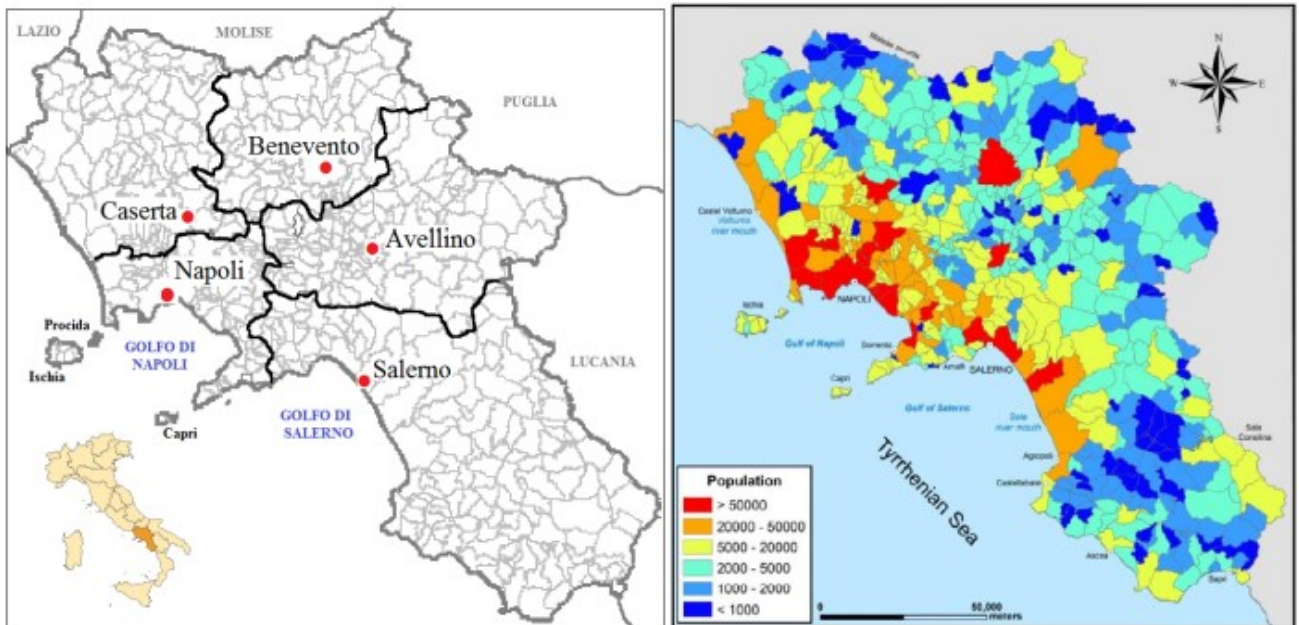 LAZIO
MOLISE
PUGLIA
Benevento
Caserta
Avellino
Napoli
Procida
Ischia
GOLFO DI
NAPOLI
LUCANIA
Salerno
GOLFO DI
SALERNO
Capri
N
W
E
S
Castel Volturno
Volturno
river mouth
NAPOLI
Ischia
Gulf of Napoli
Sorrento
Amalfi
SALERNO
Capri
Gulf of Salerno
Sele
river mouth
Sala
Consilina
Agropoli
Castellabate
Tyrrhenian Sea
Ascea
Sapri
Population
> 50000
20000 - 50000
5000 - 20000
2000 - 5000
1000 - 2000
< 1000
0
50,000
meters